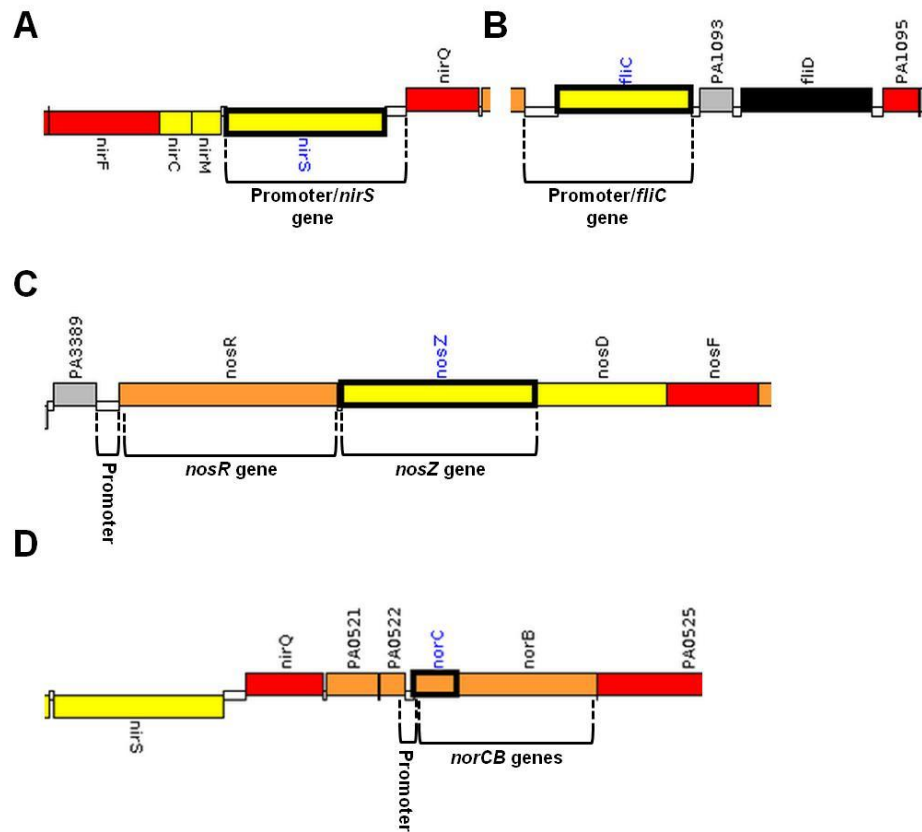 A
nirQ
nirF
nirC
nirM
nirS
Promoter/nirS
gene
B
fliC
PA1093
fliD
PA1095
Promoter/fliC
gene
C
PA3389
nosR
nosZ
nosD
nosF
Promoter
nosR gene
nosZ gene
D
nirQ
PA0521
PA0522
norC
norB
PA0525
nirS
Promoter
norCB genes